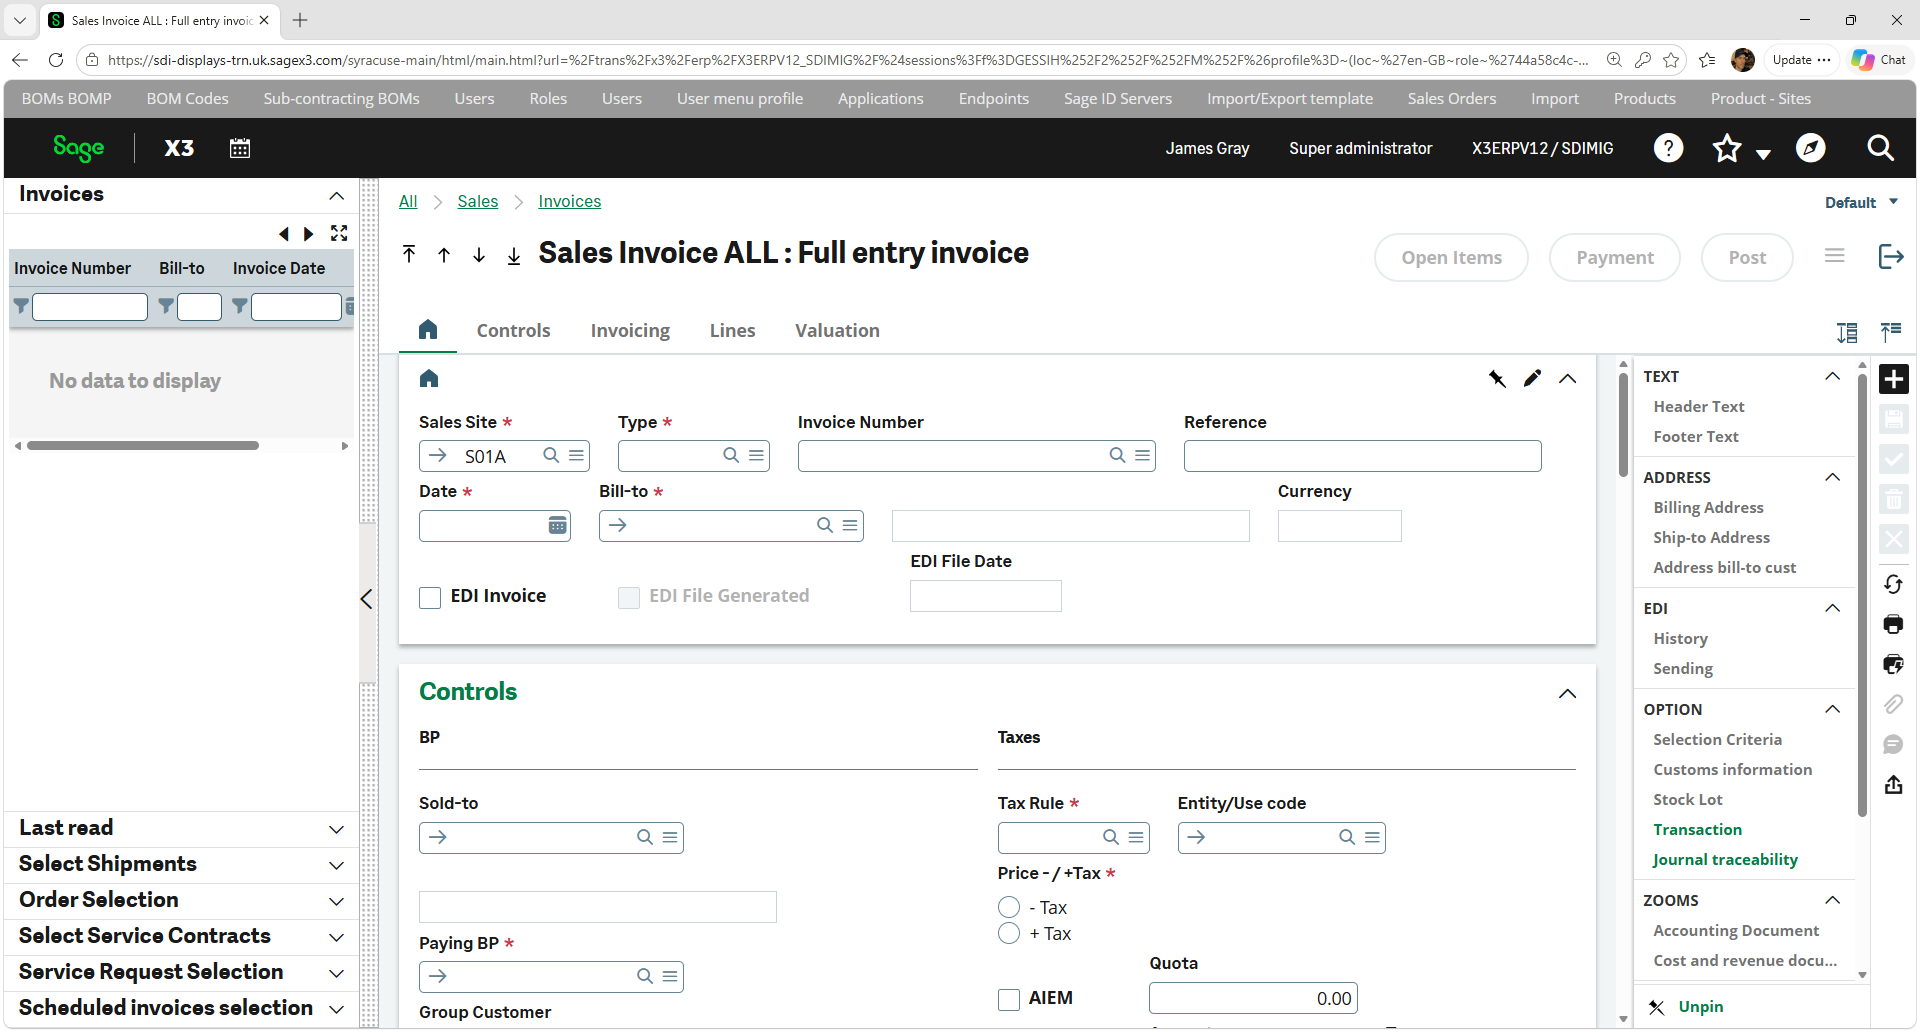 Sales Invoice ALL : Full entry invoic
https://sdi-displays-trn.uk.sagex3.com/syracuse-main/html/main.html?url=%2Ftrans%2Fx3%2Ferp%2FX3ERPV12_SDIMIG%2F%24sessions%3Ff%3DGESSIH%252F2%252F%252FM%252F%26profile%3D~(loc~%27en-GB~role~%2744a58c4c-...
Update
Chat
BOMs BOMP BOM Codes Sub-contracting BOMs Users Roles Users User menu profile Applications Endpoints Sage ID Servers Import/Export template Sales Orders Import Products Product - Sites
Sage X3 James Gray Super administrator X3ERPV12 / SDIMIG
Invoices
Invoice Number Bill-to Invoice Date
No data to display
Last read
Select Shipments
Order Selection
Select Service Contracts
Service Request Selection
Scheduled invoices selection
All Sales Invoices
Default
Sales Invoice ALL : Full entry invoice
Open Items Payment Post
Controls Invoicing Lines Valuation
Sales Site * Type * Invoice Number Reference
S01A
Date * Bill-to * Currency
EDI File Date
EDI Invoice EDI File Generated
Controls
BP Taxes
Sold-to Tax Rule * Entity/Use code
Price - / +Tax *
- Tax
+ Tax
Paying BP *
Quota
AIEM 0.00
Group Customer
TEXT
Header Text
Footer Text
ADDRESS
Billing Address
Ship-to Address
Address bill-to cust
EDI
History
Sending
OPTION
Selection Criteria
Customs information
Stock Lot
Transaction
Journal traceability
ZOOMS
Accounting Document
Cost and revenue docu...
Unpin